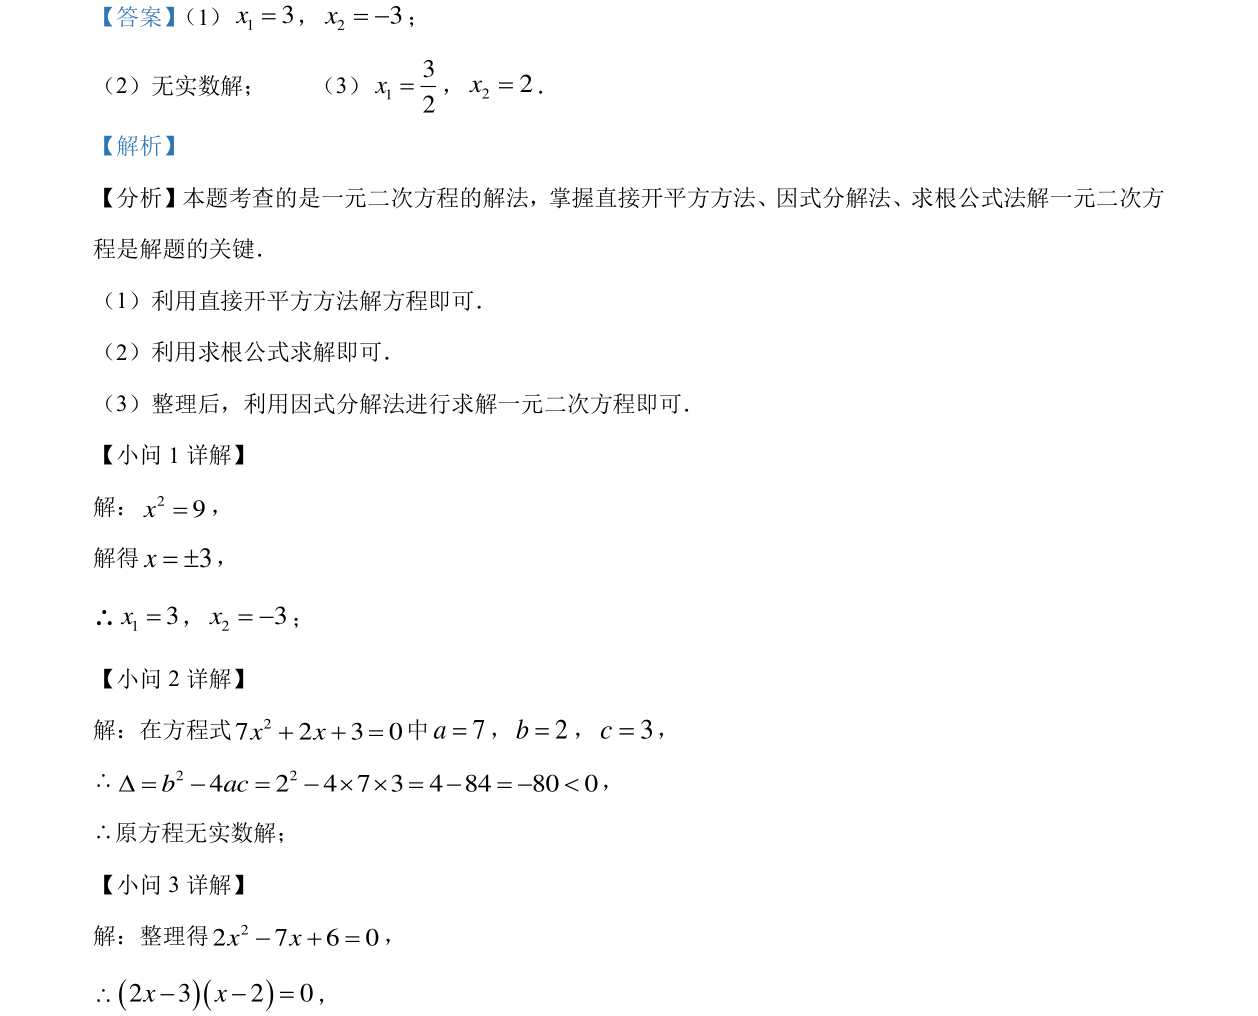 【答案】（1）x₁ = 3，x₂ = −3；
（2）无实数解；　　（3）x₁ = 3/2，x₂ = 2．
【解析】
【分析】本题考查的是一元二次方程的解法，掌握直接开平方方法、因式分解法、求根公式法解一元二次方
程是解题的关键．
（1）利用直接开平方方法解方程即可．
（2）利用求根公式求解即可．
（3）整理后，利用因式分解法进行求解一元二次方程即可．
【小问 1 详解】
解：x² = 9，
解得 x = ±3，
∴ x₁ = 3，x₂ = −3；
【小问 2 详解】
解：在方程式 7x² + 2x + 3 = 0 中 a = 7，b = 2，c = 3，
∴ Δ = b² − 4ac = 2² − 4×7×3 = 4 − 84 = −80 < 0，
∴原方程无实数解；
【小问 3 详解】
解：整理得 2x² − 7x + 6 = 0，
∴ (2x − 3)(x − 2) = 0，